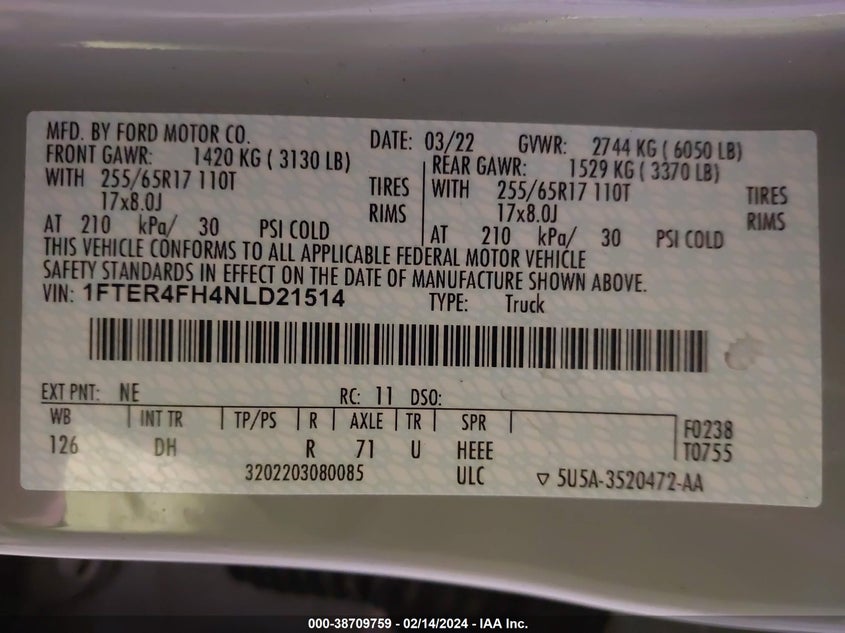 MFD. BY FORD MOTOR CO. DATE: 03/22 GVWR: 2744 KG ( 6050 LB)
FRONT GAWR: 1420 KG ( 3130 LB) REAR GAWR: 1529 KG ( 3370 LB)
WITH 255/65R17 110T TIRES WITH 255/65R17 110T TIRES
17x8.0J RIMS 17x8.0J RIMS
AT 210 kPa/ 30 PSI COLD AT 210 kPa/ 30 PSI COLD
THIS VEHICLE CONFORMS TO ALL APPLICABLE FEDERAL MOTOR VEHICLE
SAFETY STANDARDS IN EFFECT ON THE DATE OF MANUFACTURE SHOWN ABOVE.
VIN: 1FTER4FH4NLD21514 TYPE: Truck
EXT PNT: NE RC: 11 DSO:
WB INT TR TP/PS R AXLE TR SPR F0238
126 DH R 71 U HEEE T0755
3202203080085 ULC ▽ 5U5A-3520472-AA
000-38709759 - 02/14/2024 - IAA Inc.